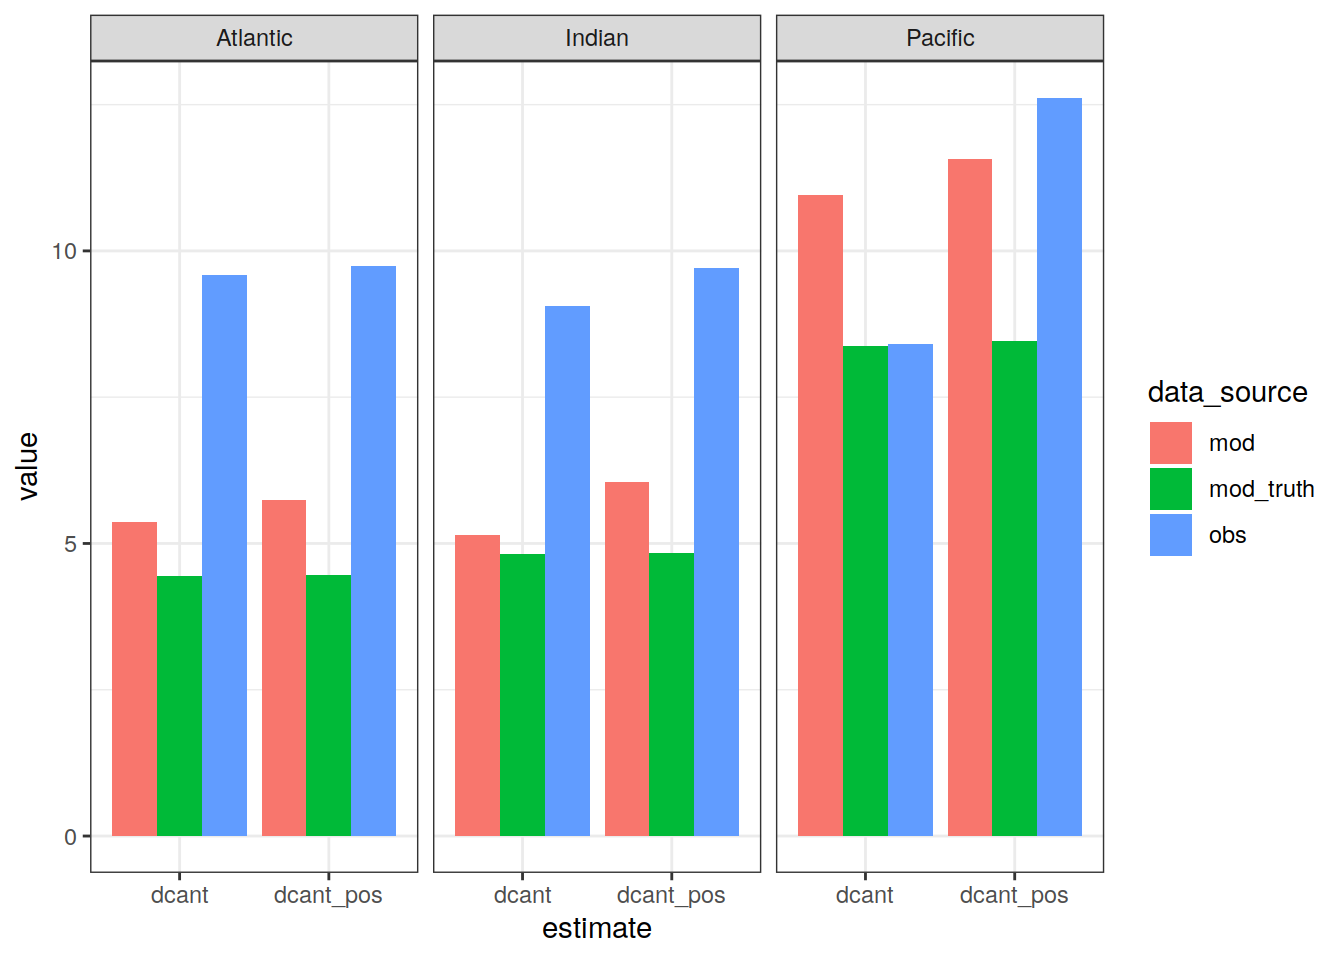 Atlantic
Indian
Pacific
value
10
5
0
dcant
dcant_pos
dcant
dcant_pos
dcant
dcant_pos
estimate
data_source
mod
mod_truth
obs